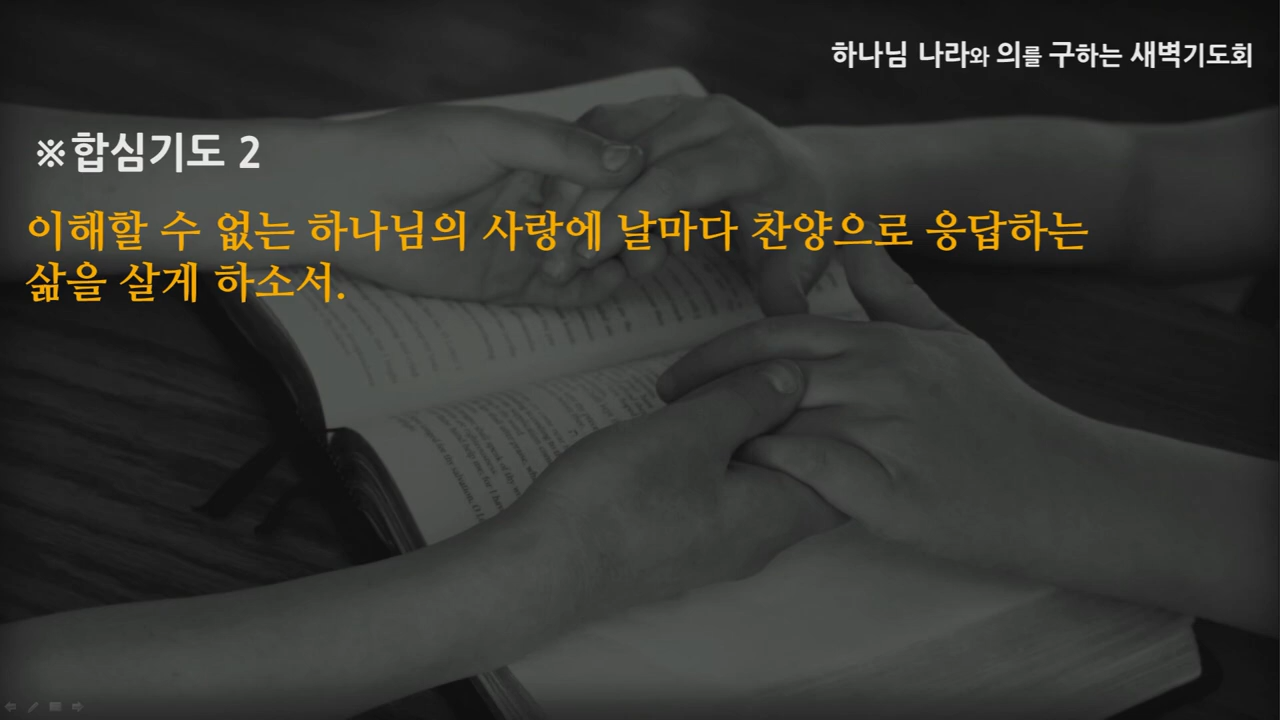 하나님 나라와 의를 구하는 새벽기도회
※합심기도 2
이해할 수 없는 하나님의 사랑에 날마다 찬양으로 응답하는
삶을 살게 하소서.